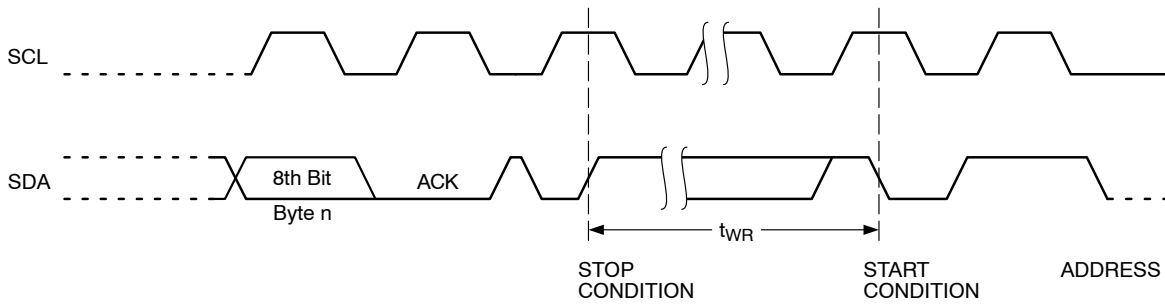 SCL
SDA
8th Bit
ACK
Byte n
tWR
STOP
CONDITION
START
CONDITION
ADDRESS